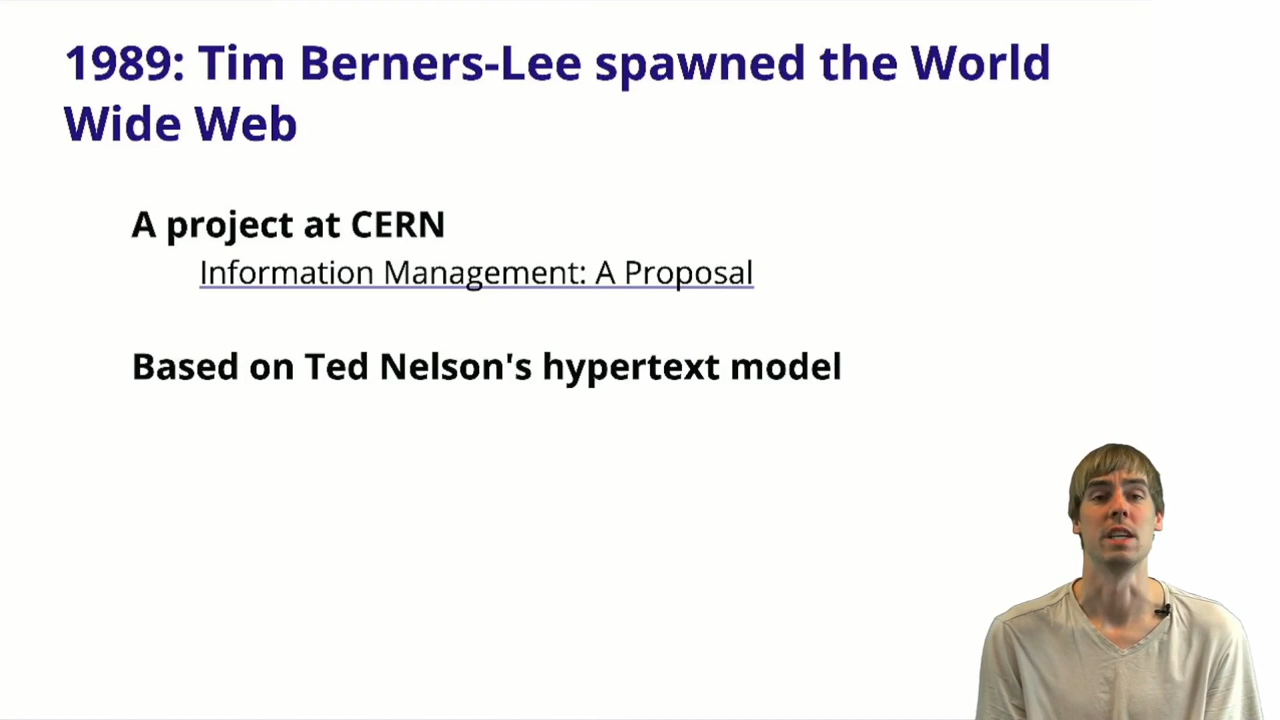 1989: Tim Berners-Lee spawned the World
Wide Web
A project at CERN
Information Management: A Proposal
Based on Ted Nelson's hypertext model